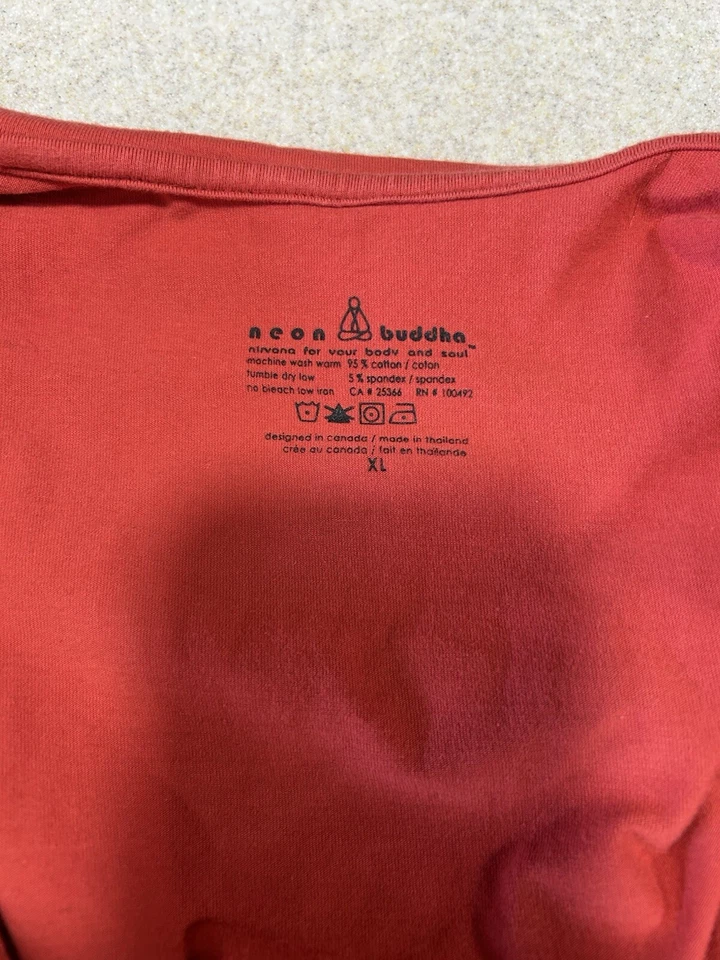 neon buddha
nirvana for your body and soul™
machine wash warm 95 % cotton / coton
tumble dry low 5 % spandex / spandex
no bleach low iron CA # 25366 RN # 100492
designed in canada / made in thailand
crée au canada / fait en thaïlande
XL